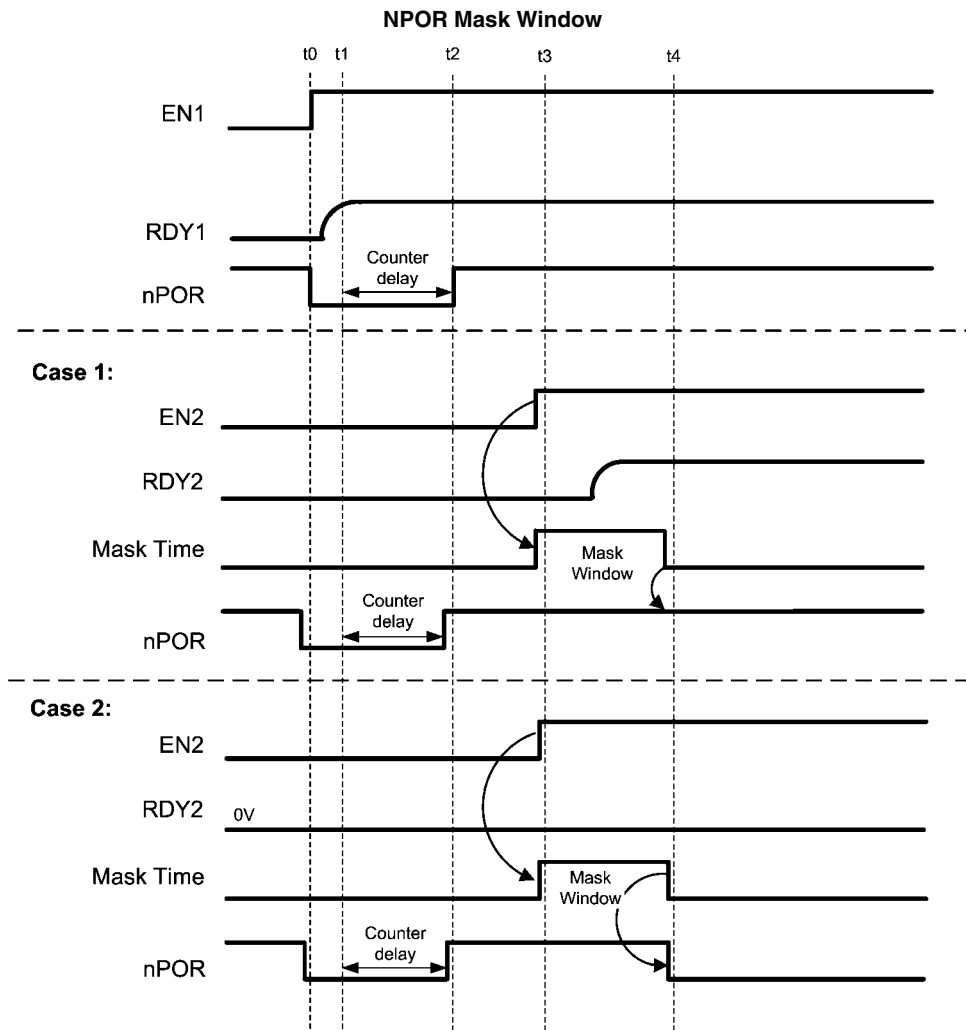 NPOR Mask Window
t0 t1 t2 t3 t4
EN1
RDY1
Counter
delay
nPOR
Case 1:
EN2
RDY2
Mask Time
Mask
Window
Counter
delay
nPOR
Case 2:
EN2
RDY2
0V
Mask Time
Mask
Window
Counter
delay
nPOR